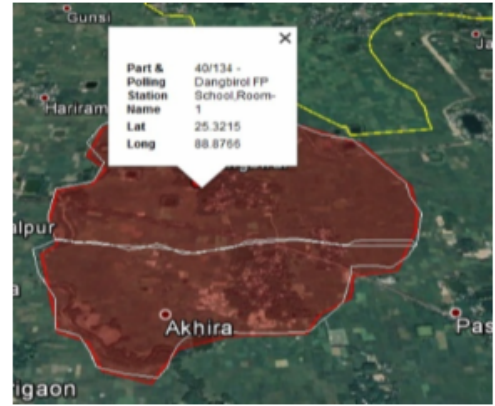 Gunsi
Ja
×
Part & 40/134 -
Polling Dangbirol FP
Station School,Room-
Name 1
Lat 25.3215
Long 88.8766
Hariram
alpur
Akhira
Pas
igaon